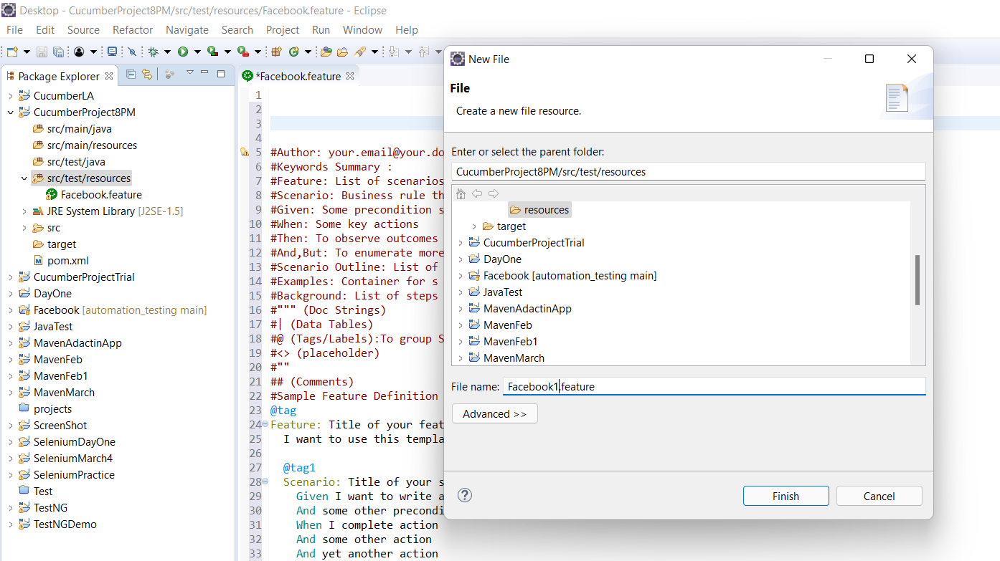 Desktop - CucumberProject8PM/src/test/resources/Facebook.feature - Eclipse
File Edit Source Refactor Navigate Search Project Run Window Help
Package Explorer
CucumberLA
CucumberProject8PM
src/main/java
src/main/resources
src/test/java
src/test/resources
Facebook.feature
JRE System Library [J2SE-1.5]
src
target
pom.xml
CucumberProjectTrial
DayOne
Facebook [automation_testing main]
JavaTest
MavenAdactinApp
MavenFeb
MavenFeb1
MavenMarch
projects
ScreenShot
SeleniumDayOne
SeleniumMarch4
SeleniumPractice
Test
TestNG
TestNGDemo
*Facebook.feature
1
2
3
4
5 #Author: your.email@your.do
6 #Keywords Summary :
7 #Feature: List of scenarios
8 #Scenario: Business rule th
9 #Given: Some precondition s
10 #When: Some key actions
11 #Then: To observe outcomes
12 #And,But: To enumerate more
13 #Scenario Outline: List of
14 #Examples: Container for s
15 #Background: List of steps
16 #""" (Doc Strings)
17 #| (Data Tables)
18 #@ (Tags/Labels):To group S
19 #<> (placeholder)
20 #""
21 ## (Comments)
22 #Sample Feature Definition
23 @tag
24 Feature: Title of your feat
25 I want to use this templa
26
27 @tag1
28 Scenario: Title of your s
29 Given I want to write a
30 And some other precondi
31 When I complete action
32 And some other action
33 And yet another action
New File
File
Create a new file resource.
Enter or select the parent folder:
CucumberProject8PM/src/test/resources
resources
target
CucumberProjectTrial
DayOne
Facebook [automation_testing main]
JavaTest
MavenAdactinApp
MavenFeb
MavenFeb1
MavenMarch
File name: Facebook1.feature
Advanced >>
? Finish Cancel